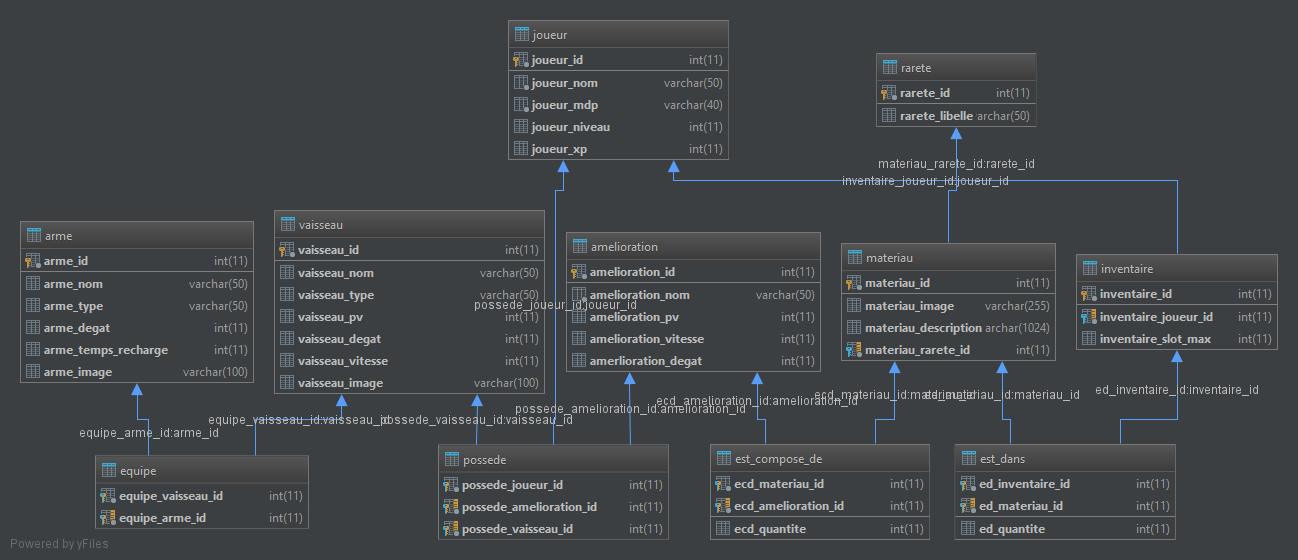 joueur
joueur_id int(11)
joueur_nom varchar(50)
joueur_mdp varchar(40)
joueur_niveau int(11)
joueur_xp int(11)
rarete
rarete_id int(11)
rarete_libelle archar(50)
materiau_rarete_id:rarete_id
inventaire_joueur_id:joueur_id
arme
arme_id int(11)
arme_nom varchar(50)
arme_type varchar(50)
arme_degat int(11)
arme_temps_recharge int(11)
arme_image varchar(100)
vaisseau
vaisseau_id int(11)
vaisseau_nom varchar(50)
vaisseau_type varchar(50)
vaisseau_pv int(11)
vaisseau_degat int(11)
vaisseau_vitesse int(11)
vaisseau_image varchar(100)
possede_joueur_id:joueur_id
amelioration
amelioration_id int(11)
amelioration_nom varchar(50)
amelioration_pv int(11)
amelioration_vitesse int(11)
amerlioration_degat int(11)
materiau
materiau_id int(11)
materiau_image varchar(255)
materiau_description archar(1024)
materiau_rarete_id int(11)
inventaire
inventaire_id int(11)
inventaire_joueur_id int(11)
inventaire_slot_max int(11)
equipe_arme_id:arme_id
equipe_vaisseau_id:vaisseau_id
possede_vaisseau_id:vaisseau_id
possede_amelioration_id:amelioration_id
ecd_amelioration_id:amelioration_id
ecd_materiau_id:materiau_id
ed_materiau_id:materiau_id
ed_inventaire_id:inventaire_id
equipe
equipe_vaisseau_id int(11)
equipe_arme_id int(11)
possede
possede_joueur_id int(11)
possede_amelioration_id int(11)
possede_vaisseau_id int(11)
est_compose_de
ecd_materiau_id int(11)
ecd_amelioration_id int(11)
ecd_quantite int(11)
est_dans
ed_inventaire_id int(11)
ed_materiau_id int(11)
ed_quantite int(11)
Powered by yFiles